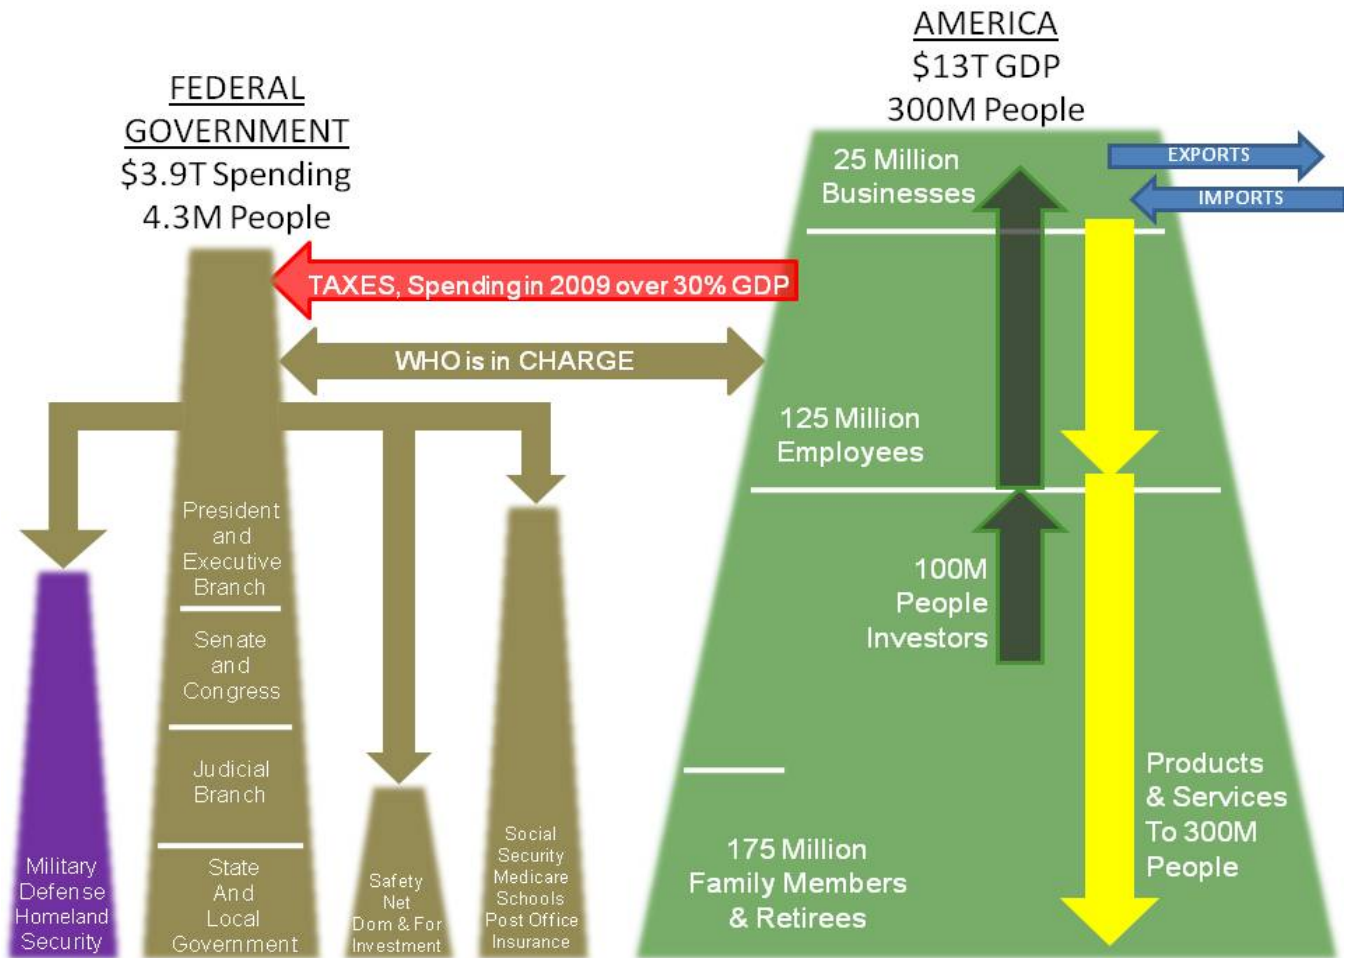 FEDERAL
GOVERNMENT
$3.9T Spending
4.3M People
AMERICA
$13T GDP
300M People
25 Million
Businesses
EXPORTS
IMPORTS
TAXES, Spending in 2009 over 30% GDP
WHO is in CHARGE
125 Million
Employees
100M
People
Investors
Products
& Services
To 300M
People
175 Million
Family Members
& Retirees
President
and
Executive
Branch
Senate
and
Congress
Judicial
Branch
State
And
Local
Government
Military
Defense
Homeland
Security
Safety
Net
Dom & For
Investment
Social
Security
Medicare
Schools
Post Office
Insurance